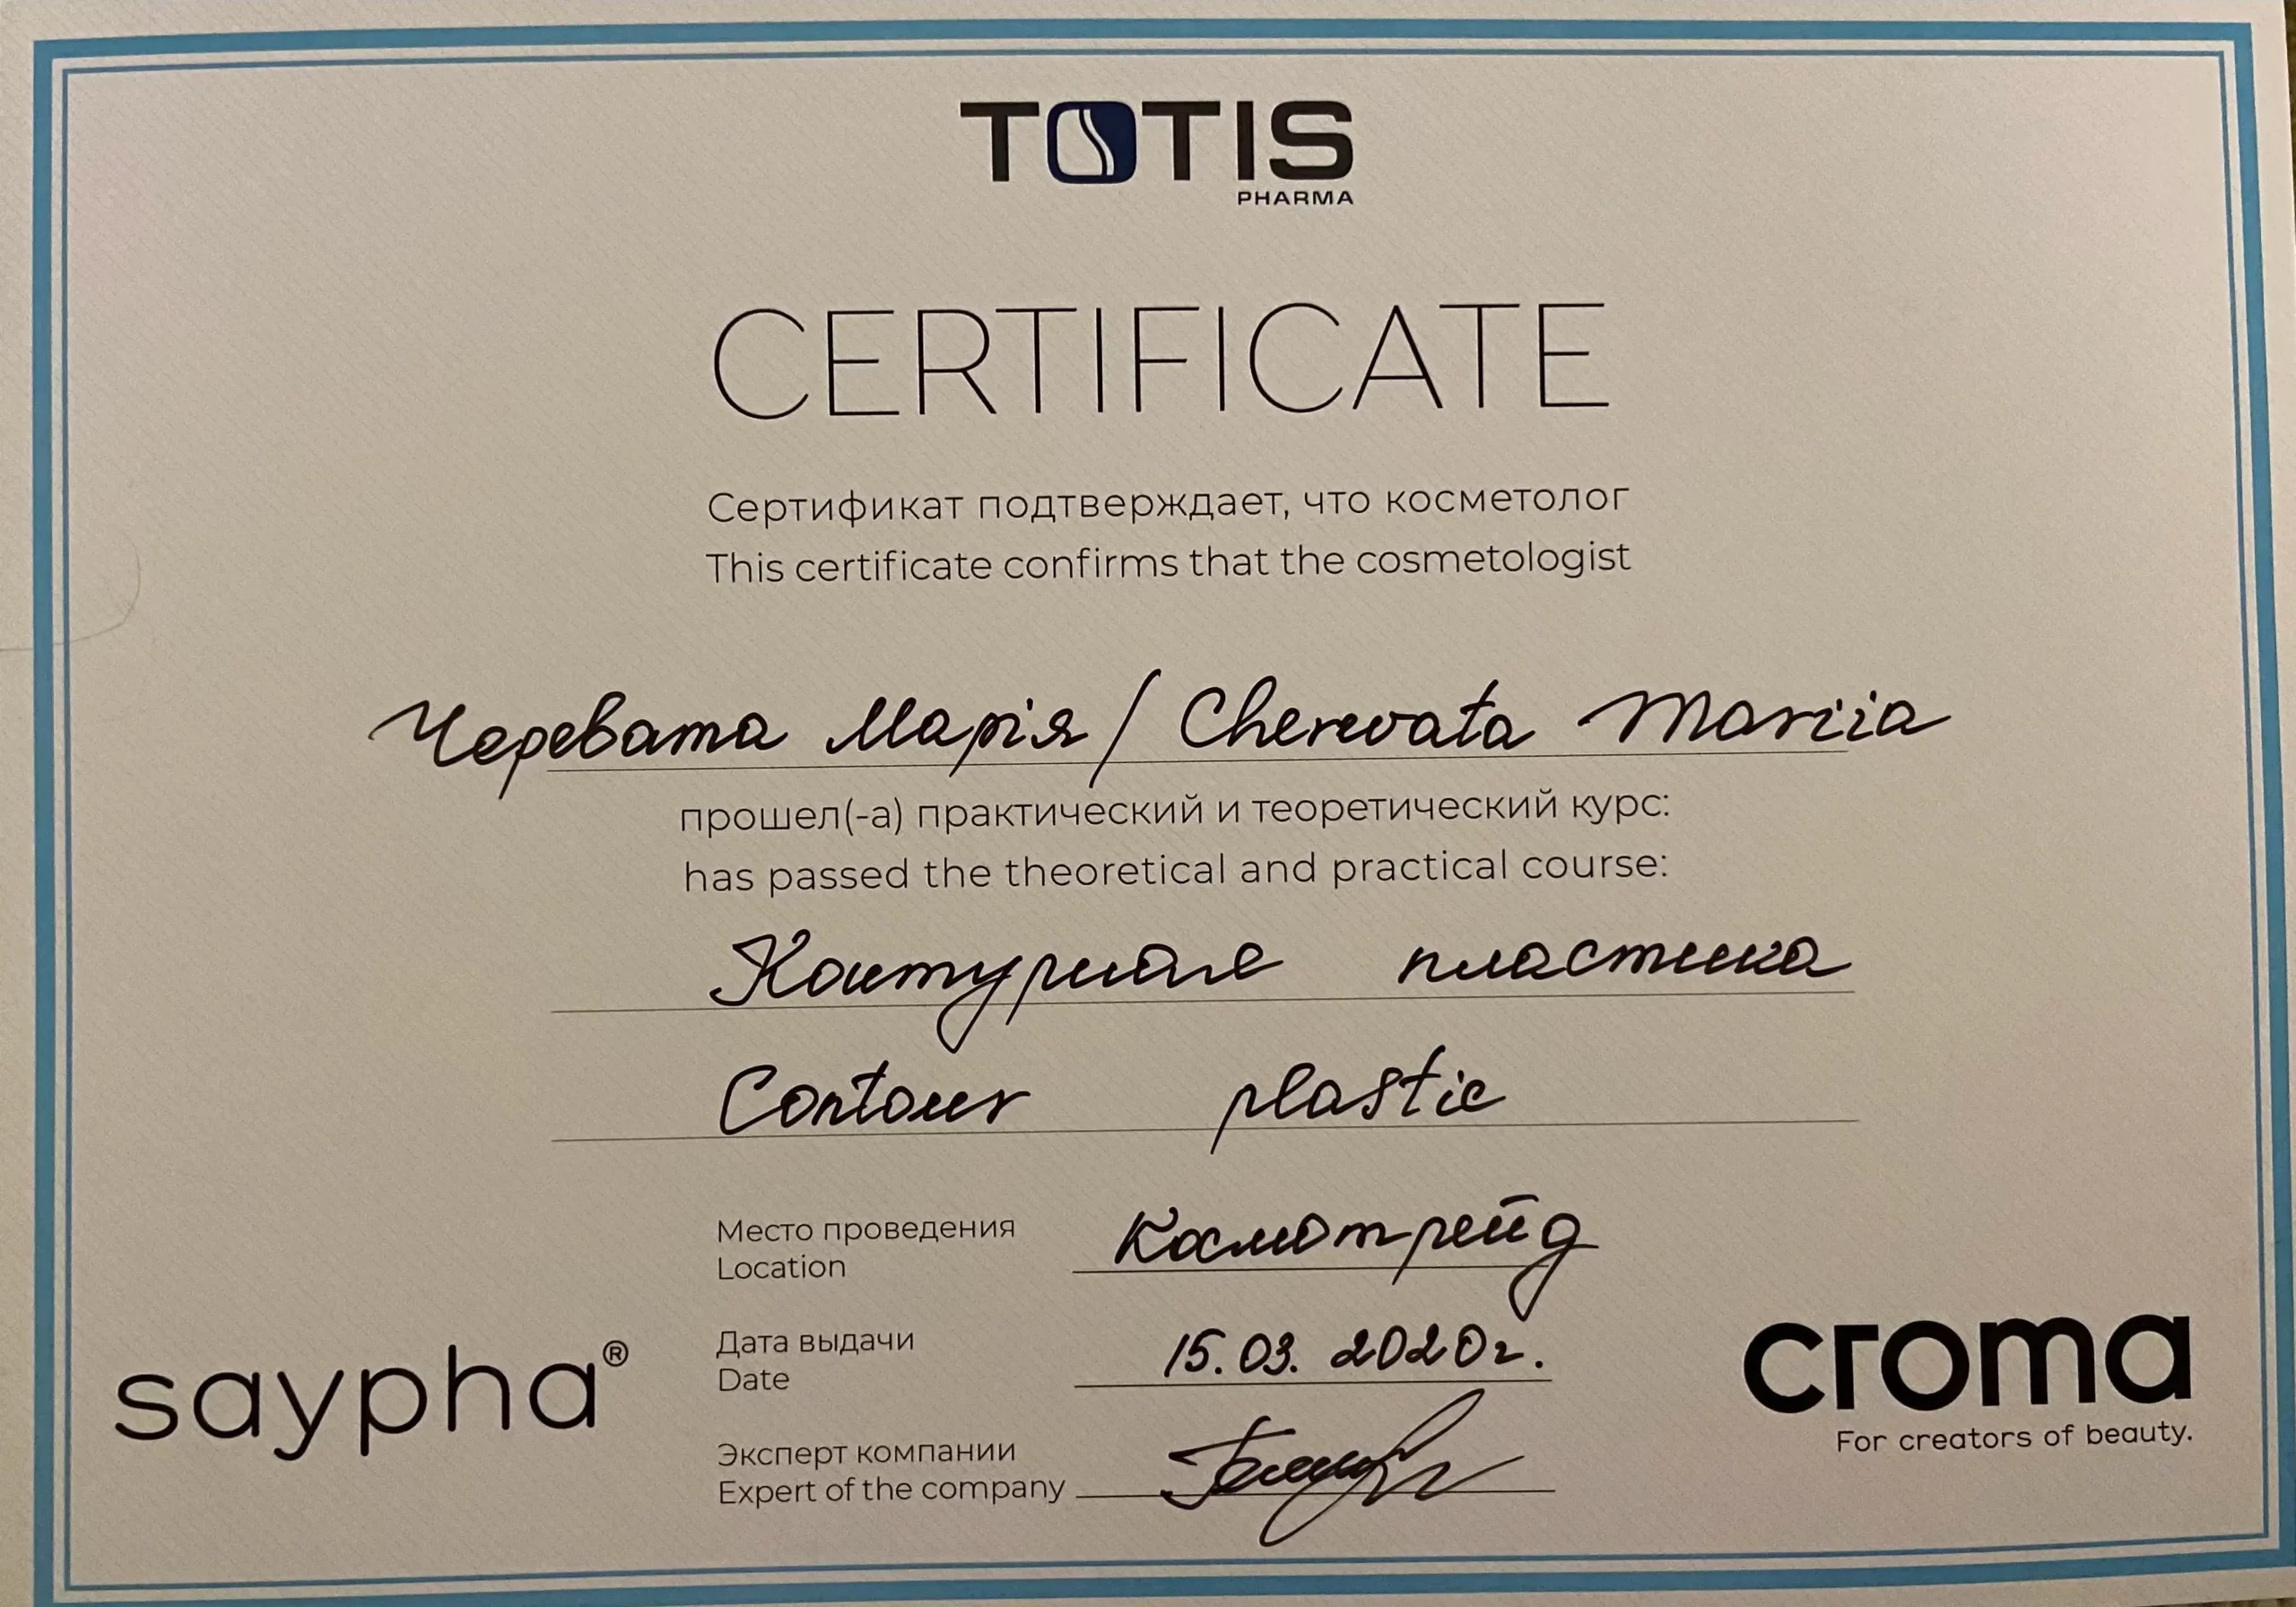 TOTIS
PHARMA
CERTIFICATE
Сертификат подтверждает, что косметолог
This certificate confirms that the cosmetologist
Черевата Марія / Cherevata Mariia
прошел(-а) практический и теоретический курс:
has passed the theoretical and practical course:
Контурная пластика
Contour plastic
Место проведения
Location
Космотрейд
Дата выдачи
Date
15.03.2020г.
Эксперт компании
Expert of the company
saypha®
croma
For creators of beauty.